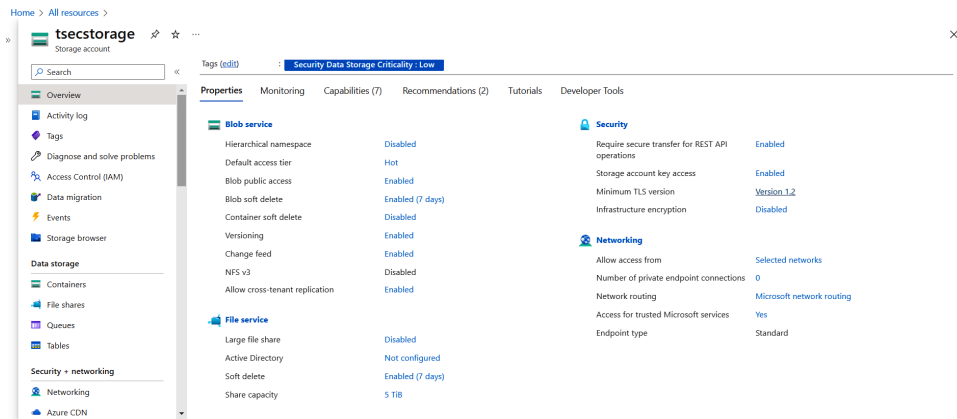 Home > All resources >
»
tsecstorage
...
Storage account
Search
«
Overview
Activity log
Tags
Diagnose and solve problems
Access Control (IAM)
Data migration
Events
Storage browser
Data storage
Containers
File shares
Queues
Tables
Security + networking
Networking
Azure CDN
Tags (edit) : Security Data Storage Criticality : Low
Properties Monitoring Capabilities (7) Recommendations (2) Tutorials Developer Tools
Blob service
Hierarchical namespace Disabled
Default access tier Hot
Blob public access Enabled
Blob soft delete Enabled (7 days)
Container soft delete Disabled
Versioning Enabled
Change feed Enabled
NFS v3 Disabled
Allow cross-tenant replication Enabled
File service
Large file share Disabled
Active Directory Not configured
Soft delete Enabled (7 days)
Share capacity 5 TiB
Security
Require secure transfer for REST API Enabled
operations
Storage account key access Enabled
Minimum TLS version Version 1.2
Infrastructure encryption Disabled
Networking
Allow access from Selected networks
Number of private endpoint connections 0
Network routing Microsoft network routing
Access for trusted Microsoft services Yes
Endpoint type Standard